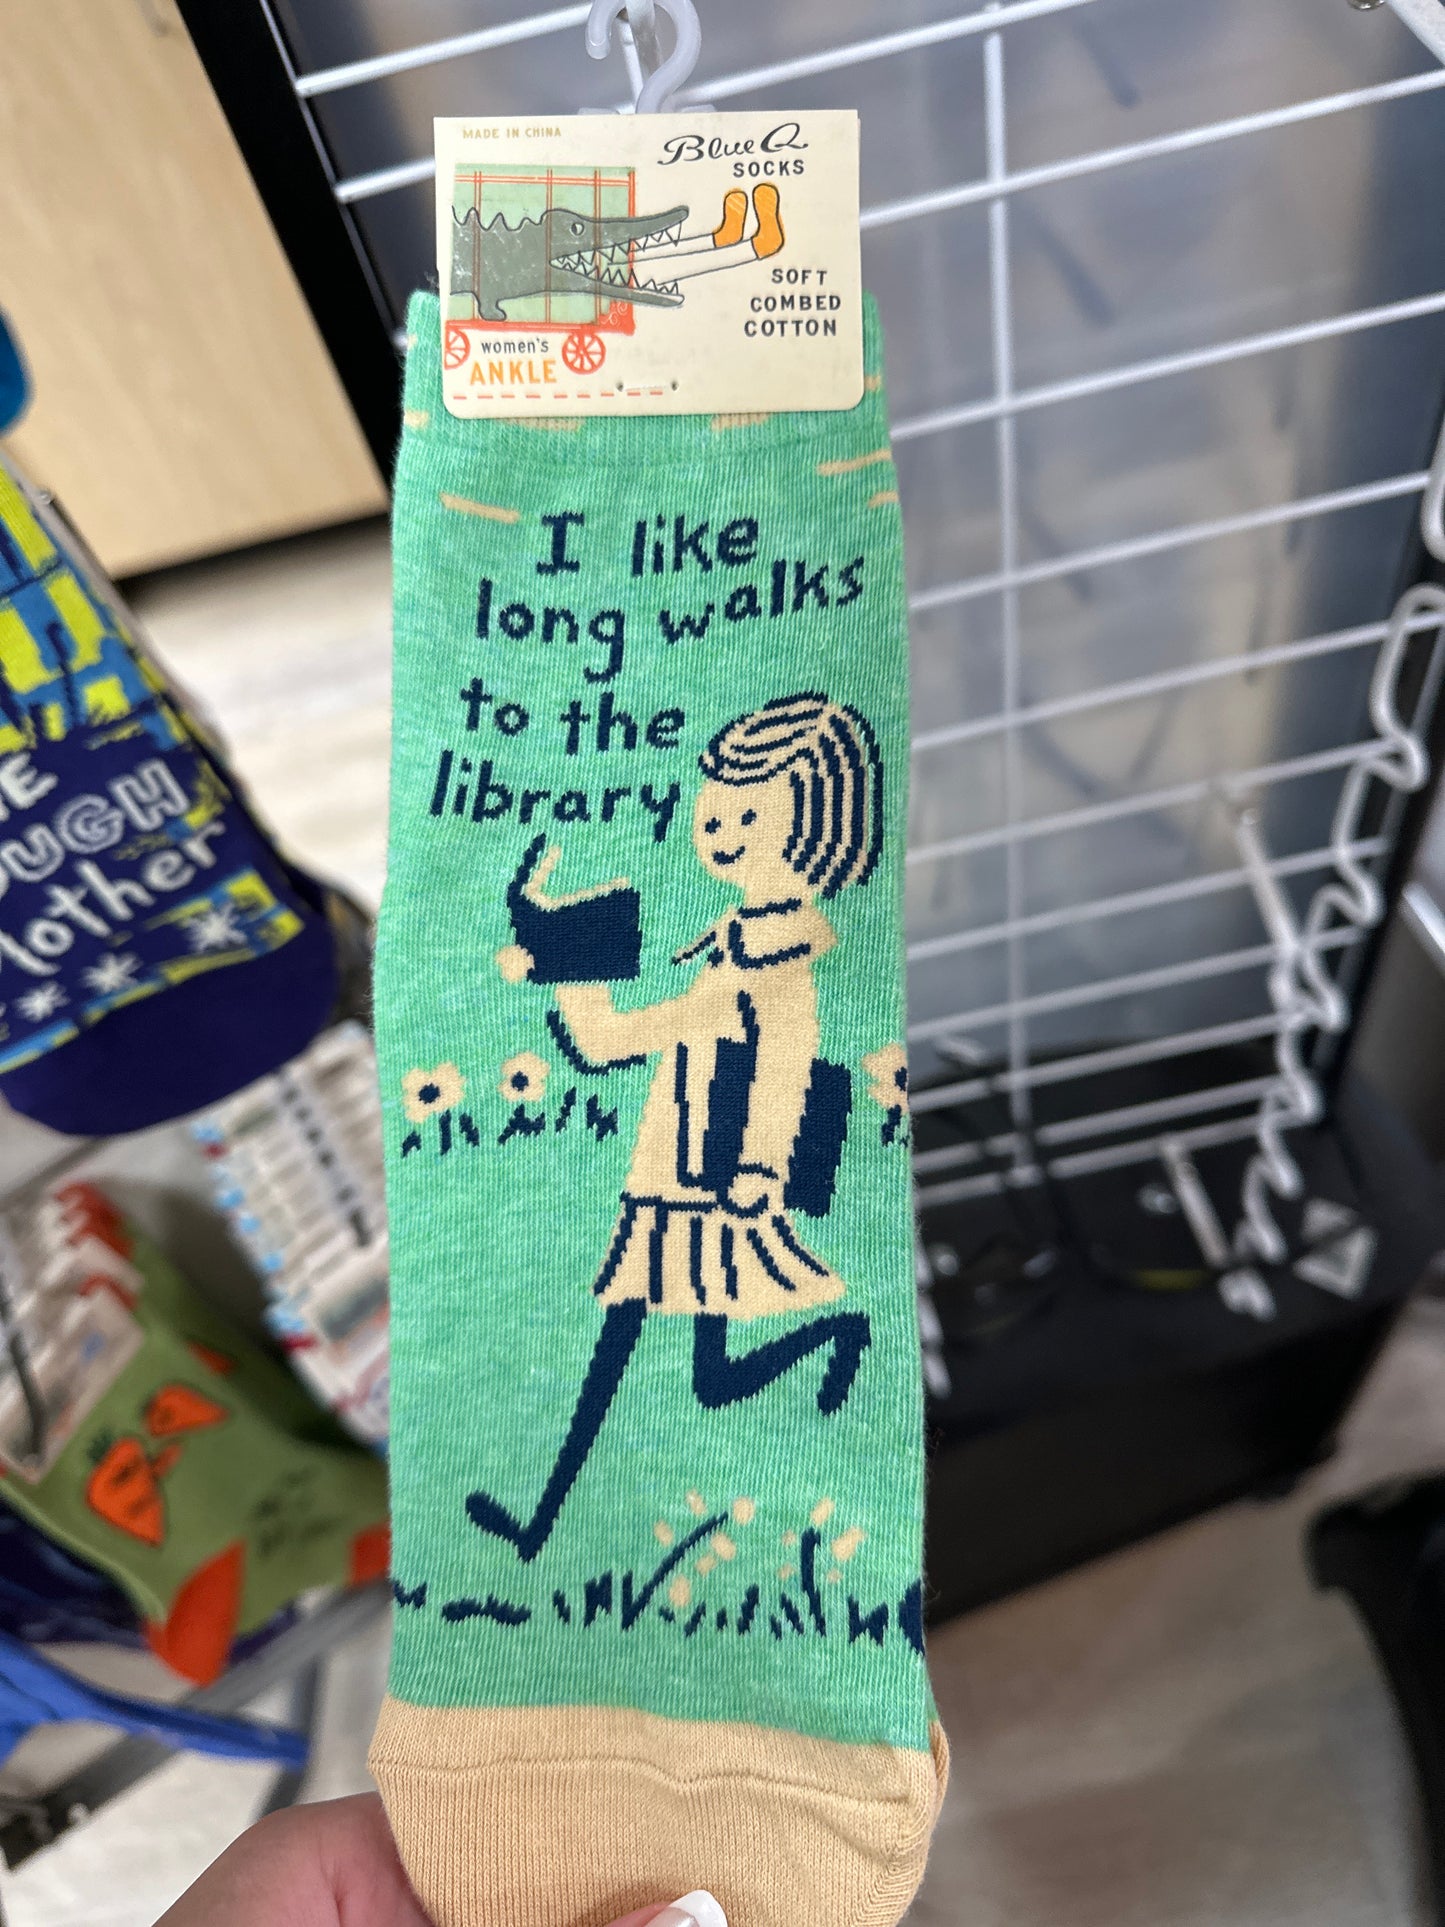 MADE IN CHINA
Blue Q
SOCKS
SOFT
COMBED
COTTON
women's
ANKLE
I like
long walks
to the
library
Mother